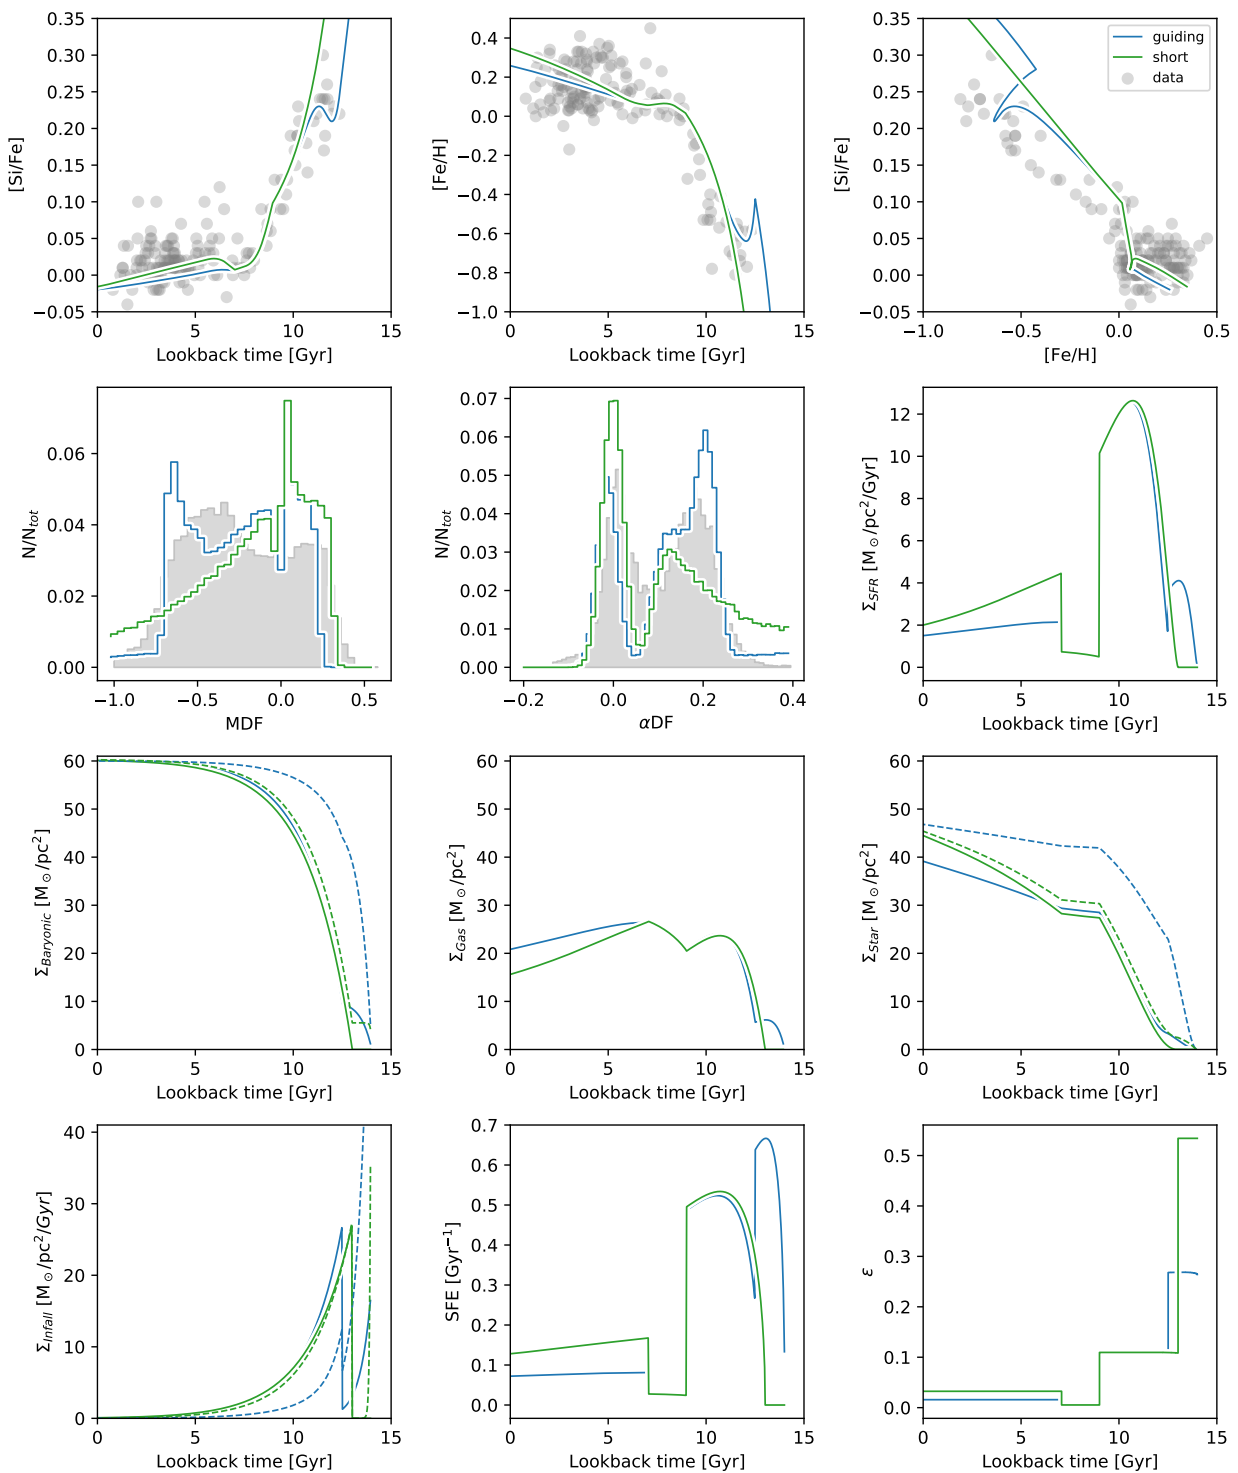 0.35
0.30
0.25
0.20
0.15
0.10
0.05
0.00
−0.05
[Si/Fe]
0 5 10 15
Lookback time [Gyr]
0.4
0.2
0.0
−0.2
−0.4
−0.6
−0.8
−1.0
[Fe/H]
0 5 10 15
Lookback time [Gyr]
0.35
0.30
0.25
0.20
0.15
0.10
0.05
0.00
−0.05
[Si/Fe]
guiding
short
data
−1.0 −0.5 0.0 0.5
[Fe/H]
0.06
0.04
0.02
0.00
N/N_tot
−1.0 −0.5 0.0 0.5
MDF
0.07
0.06
0.05
0.04
0.03
0.02
0.01
0.00
N/N_tot
−0.2 0.0 0.2 0.4
αDF
12
10
8
6
4
2
0
Σ_SFR [M⊙/pc²/Gyr]
0 5 10 15
Lookback time [Gyr]
60
50
40
30
20
10
0
Σ_Baryonic [M⊙/pc²]
0 5 10 15
Lookback time [Gyr]
60
50
40
30
20
10
0
Σ_Gas [M⊙/pc²]
0 5 10 15
Lookback time [Gyr]
60
50
40
30
20
10
0
Σ_Star [M⊙/pc²]
0 5 10 15
Lookback time [Gyr]
40
30
20
10
0
Σ_Infall [M⊙/pc²/Gyr]
0 5 10 15
Lookback time [Gyr]
0.7
0.6
0.5
0.4
0.3
0.2
0.1
0.0
SFE [Gyr⁻¹]
0 5 10 15
Lookback time [Gyr]
0.5
0.4
0.3
0.2
0.1
0.0
ε
0 5 10 15
Lookback time [Gyr]